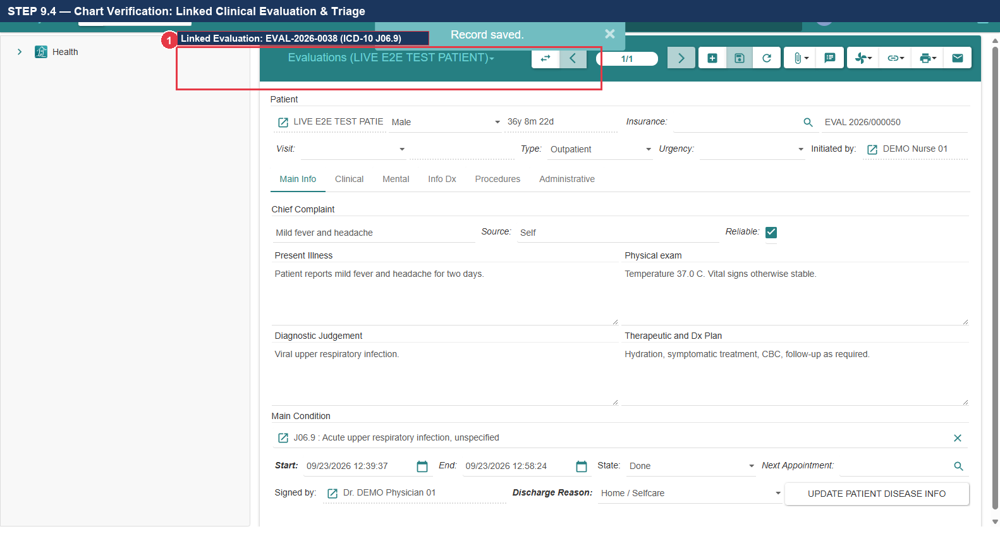 STEP 9.4 — Chart Verification: Linked Clinical Evaluation & Triage
1 Linked Evaluation: EVAL-2026-0038 (ICD-10 J06.9)
Record saved.
Health
Evaluations (LIVE E2E TEST PATIENT)
1/1
Patient
LIVE E2E TEST PATIE Male 36y 8m 22d Insurance: EVAL 2026/000050
Visit: Type: Outpatient Urgency: Initiated by: DEMO Nurse 01
Main Info Clinical Mental Info Dx Procedures Administrative
Chief Complaint
Mild fever and headache Source: Self Reliable:
Present Illness Physical exam
Patient reports mild fever and headache for two days. Temperature 37.0 C. Vital signs otherwise stable.
Diagnostic Judgement Therapeutic and Dx Plan
Viral upper respiratory infection. Hydration, symptomatic treatment, CBC, follow-up as required.
Main Condition
J06.9 : Acute upper respiratory infection, unspecified
Start: 09/23/2026 12:39:37 End: 09/23/2026 12:58:24 State: Done Next Appointment:
Signed by: Dr. DEMO Physician 01 Discharge Reason: Home / Selfcare UPDATE PATIENT DISEASE INFO